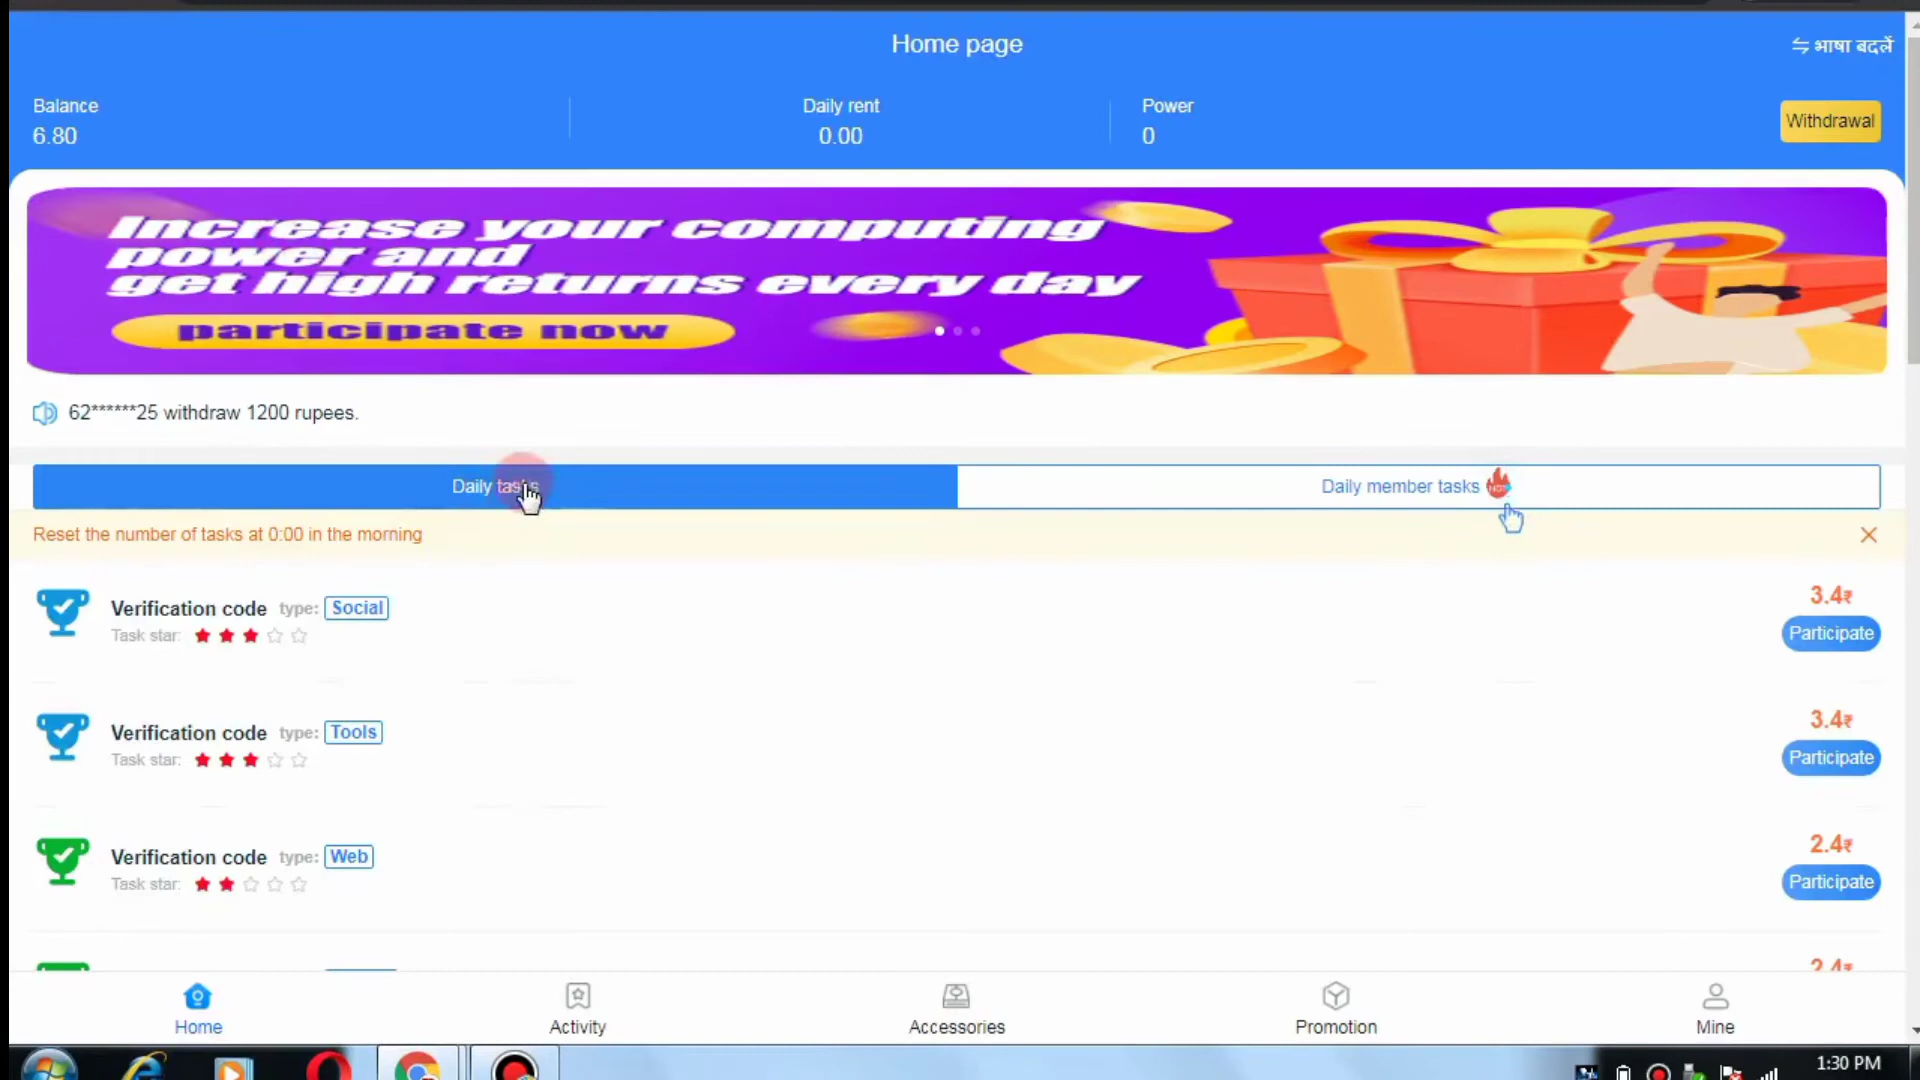 Home page
⇋ भाषा बदलें
Balance
6.80
Daily rent
0.00
Power
0
Withdrawal
Increase your computing
power and
get high returns every day
participate now
62******25 withdraw 1200 rupees.
Daily tasks
Daily member tasks
Reset the number of tasks at 0:00 in the morning
Verification code type: Social
Task star:
3.4₹
Participate
Verification code type: Tools
Task star:
3.4₹
Participate
Verification code type: Web
Task star:
2.4₹
Participate
2.4₹
Home
Activity
Accessories
Promotion
Mine
1:30 PM